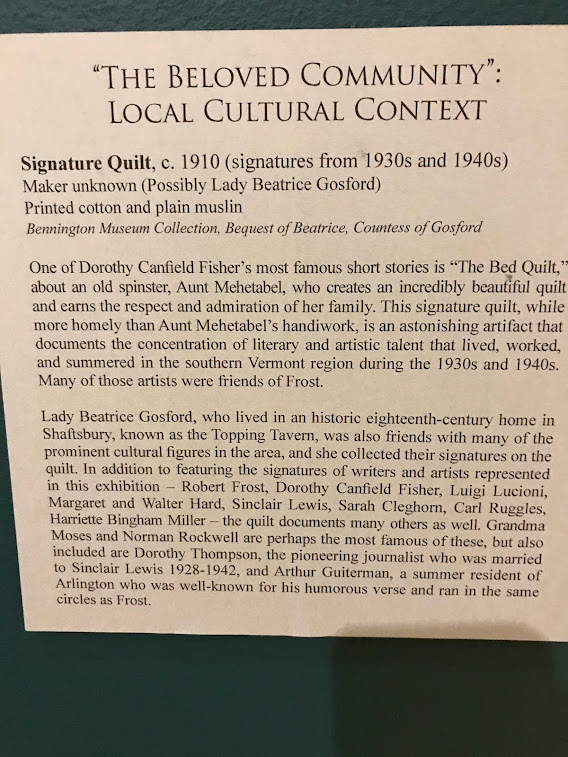 “THE BELOVED COMMUNITY”:
LOCAL CULTURAL CONTEXT
Signature Quilt, c. 1910 (signatures from 1930s and 1940s)
Maker unknown (Possibly Lady Beatrice Gosford)
Printed cotton and plain muslin
Bennington Museum Collection, Bequest of Beatrice, Countess of Gosford
One of Dorothy Canfield Fisher’s most famous short stories is “The Bed Quilt,”
about an old spinster, Aunt Mehetabel, who creates an incredibly beautiful quilt
and earns the respect and admiration of her family. This signature quilt, while
more homely than Aunt Mehetabel’s handiwork, is an astonishing artifact that
documents the concentration of literary and artistic talent that lived, worked,
and summered in the southern Vermont region during the 1930s and 1940s.
Many of those artists were friends of Frost.
Lady Beatrice Gosford, who lived in an historic eighteenth-century home in
Shaftsbury, known as the Topping Tavern, was also friends with many of the
prominent cultural figures in the area, and she collected their signatures on the
quilt. In addition to featuring the signatures of writers and artists represented
in this exhibition – Robert Frost, Dorothy Canfield Fisher, Luigi Lucioni,
Margaret and Walter Hard, Sinclair Lewis, Sarah Cleghorn, Carl Ruggles,
Harriette Bingham Miller – the quilt documents many others as well. Grandma
Moses and Norman Rockwell are perhaps the most famous of these, but also
included are Dorothy Thompson, the pioneering journalist who was married
to Sinclair Lewis 1928-1942, and Arthur Guiterman, a summer resident of
Arlington who was well-known for his humorous verse and ran in the same
circles as Frost.